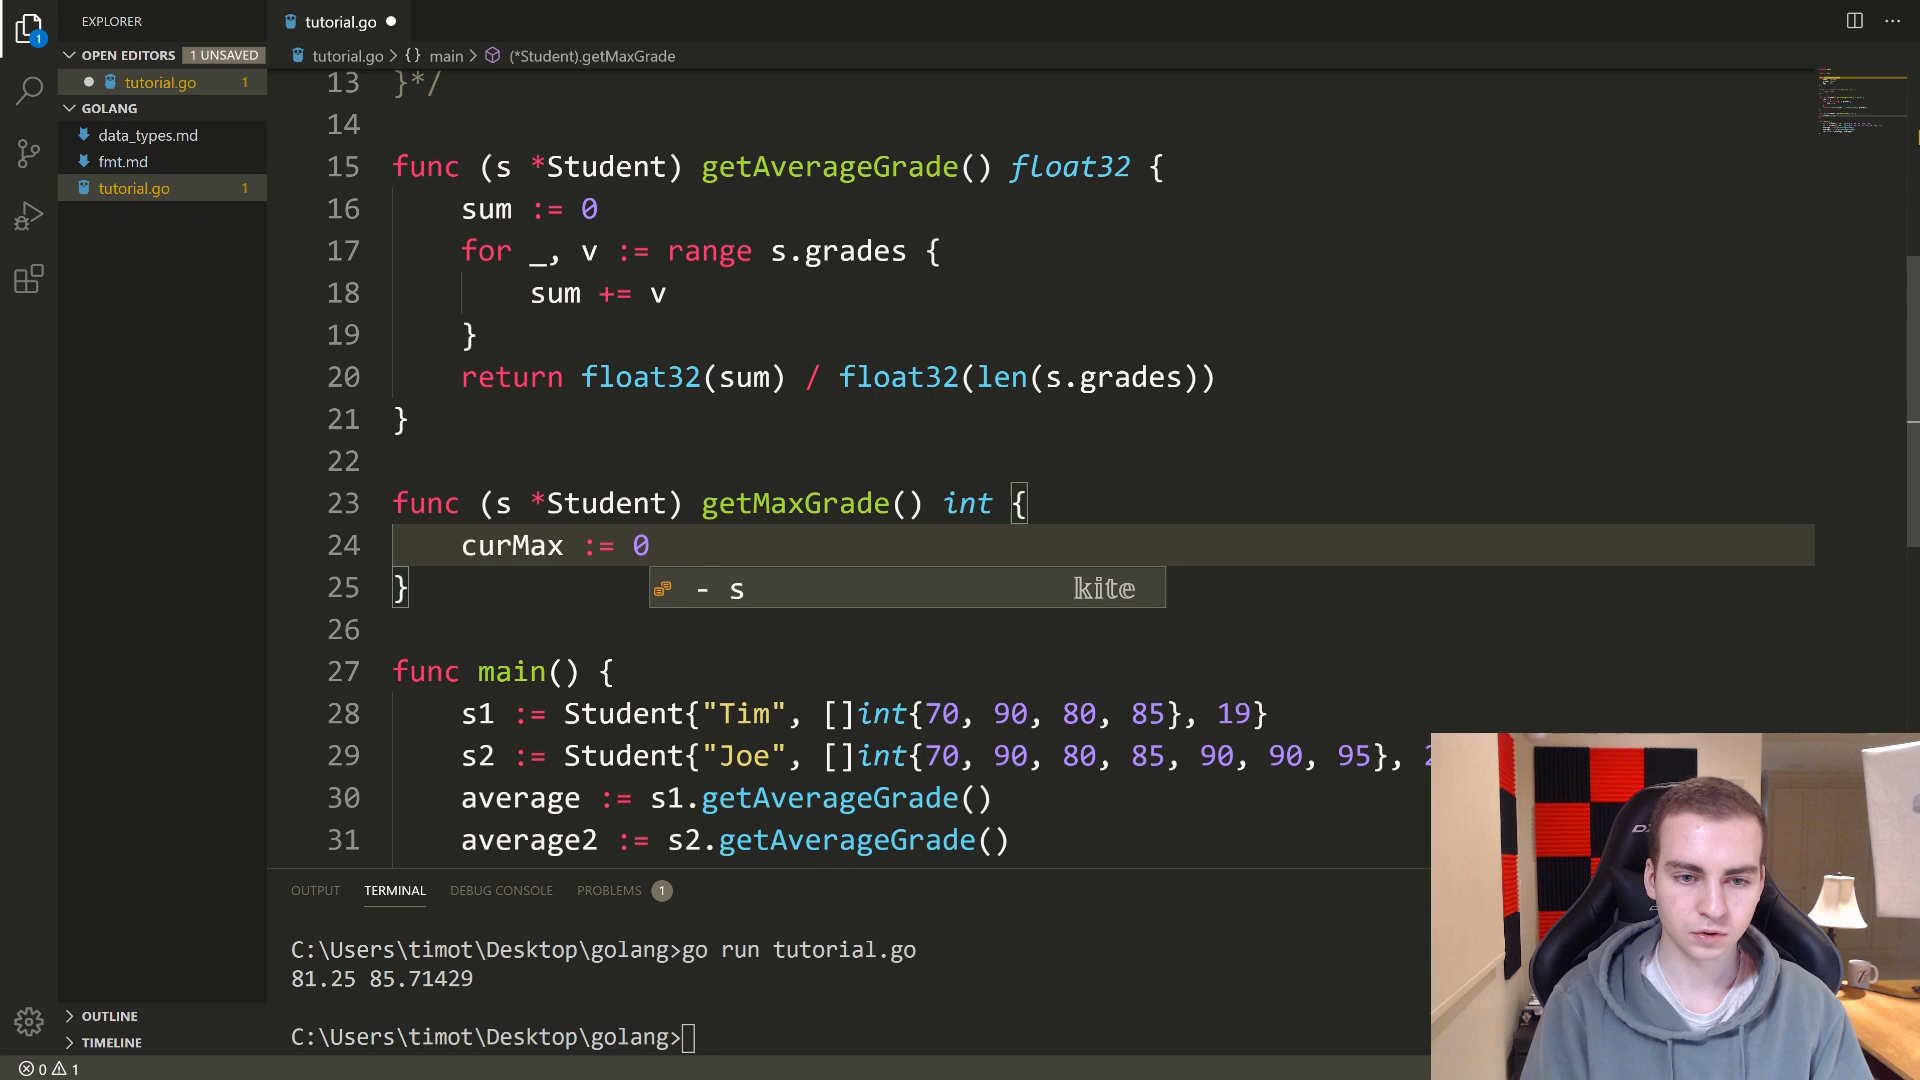 EXPLORER
OPEN EDITORS 1 UNSAVED
tutorial.go 1
GOLANG
data_types.md
fmt.md
tutorial.go 1
OUTLINE
TIMELINE
0 1
1
tutorial.go
tutorial.go > {} main > (*Student).getMaxGrade
13 }*/
14
15 func (s *Student) getAverageGrade() float32 {
16 sum := 0
17 for _, v := range s.grades {
18 sum += v
19 }
20 return float32(sum) / float32(len(s.grades))
21 }
22
23 func (s *Student) getMaxGrade() int {
24 curMax := 0
25 }
- s kite
26
27 func main() {
28 s1 := Student{"Tim", []int{70, 90, 80, 85}, 19}
29 s2 := Student{"Joe", []int{70, 90, 80, 85, 90, 90, 95},
30 average := s1.getAverageGrade()
31 average2 := s2.getAverageGrade()
OUTPUT TERMINAL DEBUG CONSOLE PROBLEMS 1
C:\Users\timot\Desktop\golang>go run tutorial.go
81.25 85.71429
C:\Users\timot\Desktop\golang>